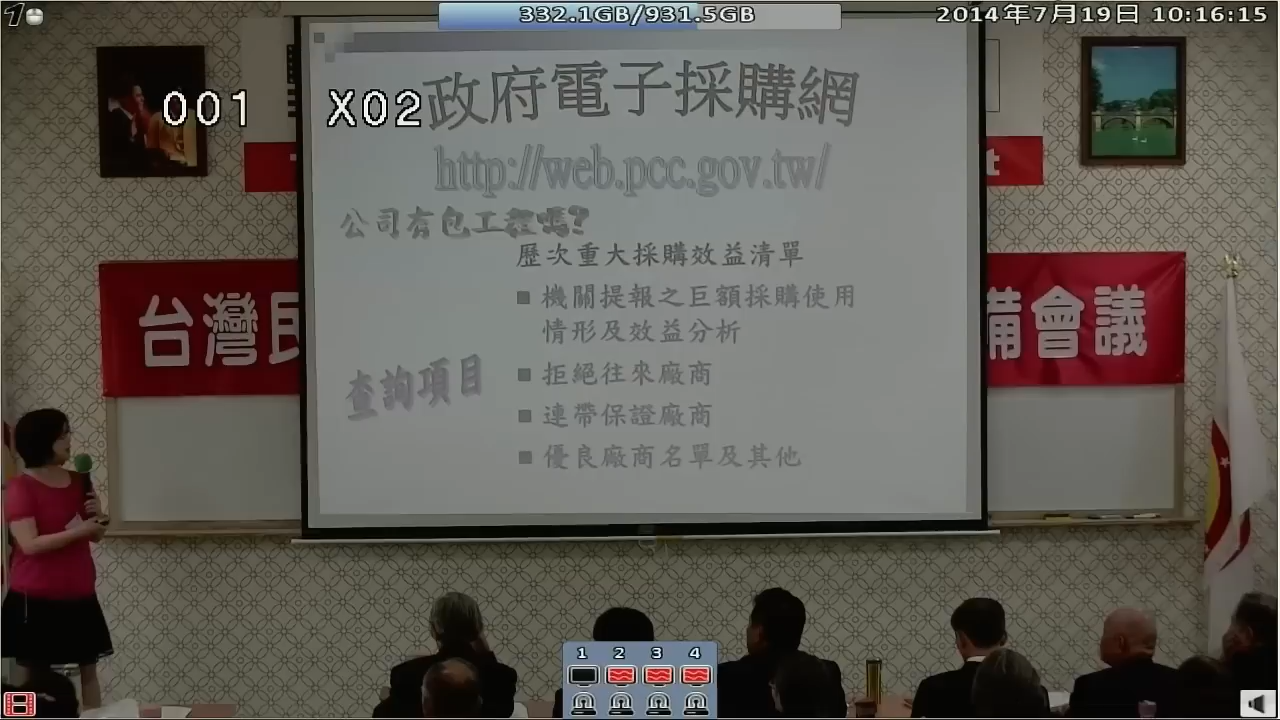 332.1GB/931.5GB
2014年7月19日 10:16:15
001 X02
政府電子採購網
http://web.pcc.gov.tw/
公司有包工程嗎?
歷次重大採購效益清單
機關提報之巨額採購使用
情形及效益分析
查詢項目
拒絕往來廠商
連帶保證廠商
優良廠商名單及其他
t
台灣民
備會議
1 2 3 4